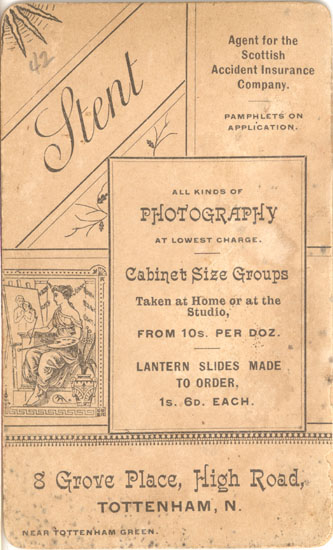 42
Stent
Agent for the
Scottish
Accident Insurance
Company.
PAMPHLETS ON
APPLICATION.
ALL KINDS OF
PHOTOGRAPHY
AT LOWEST CHARGE.
Cabinet Size Groups
Taken at Home or at the
Studio,
FROM 10s. PER DOZ.
LANTERN SLIDES MADE
TO ORDER,
1s. 6D. EACH.
8 Grove Place, High Road,
TOTTENHAM, N.
NEAR TOTTENHAM GREEN.